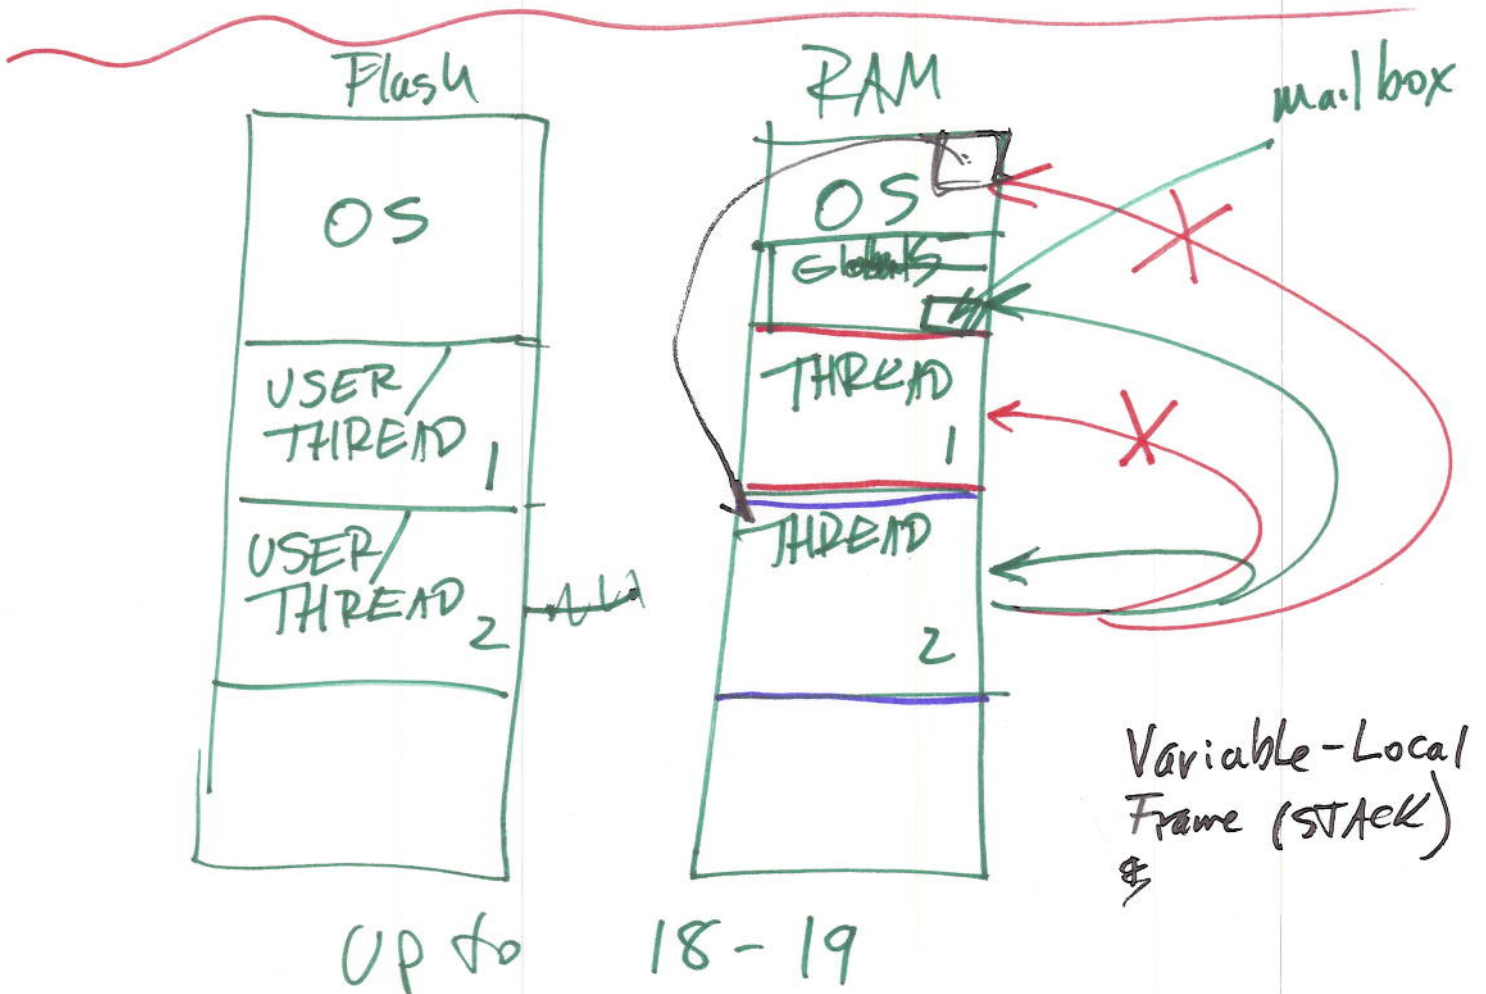 Flash
OS
USER/
THREAD 1
USER/
THREAD 2
RAM
OS
Globals
THREAD
1
THREAD
2
mailbox
Variable-Local
Frame (STACK)
up to 18-19